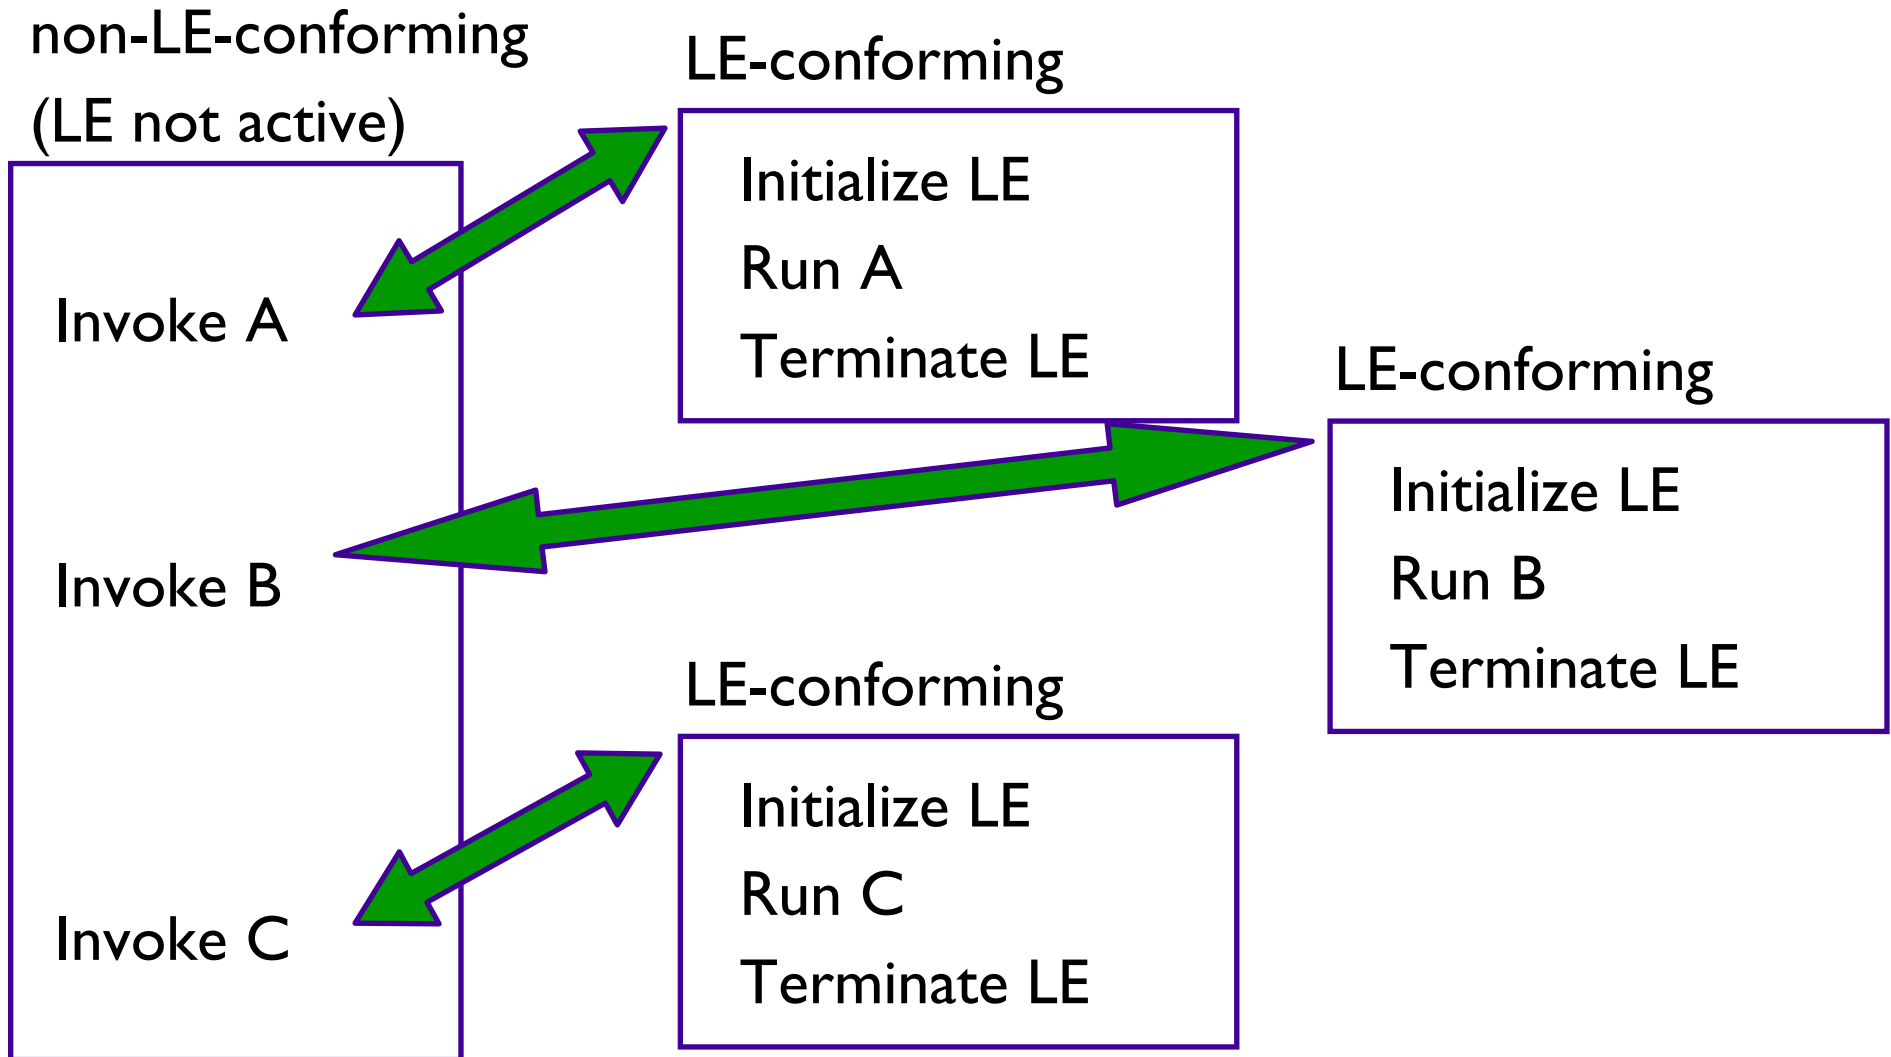 non-LE-conforming
(LE not active)
Invoke A
Invoke B
Invoke C
LE-conforming
Initialize LE
Run A
Terminate LE
LE-conforming
Initialize LE
Run B
Terminate LE
LE-conforming
Initialize LE
Run C
Terminate LE